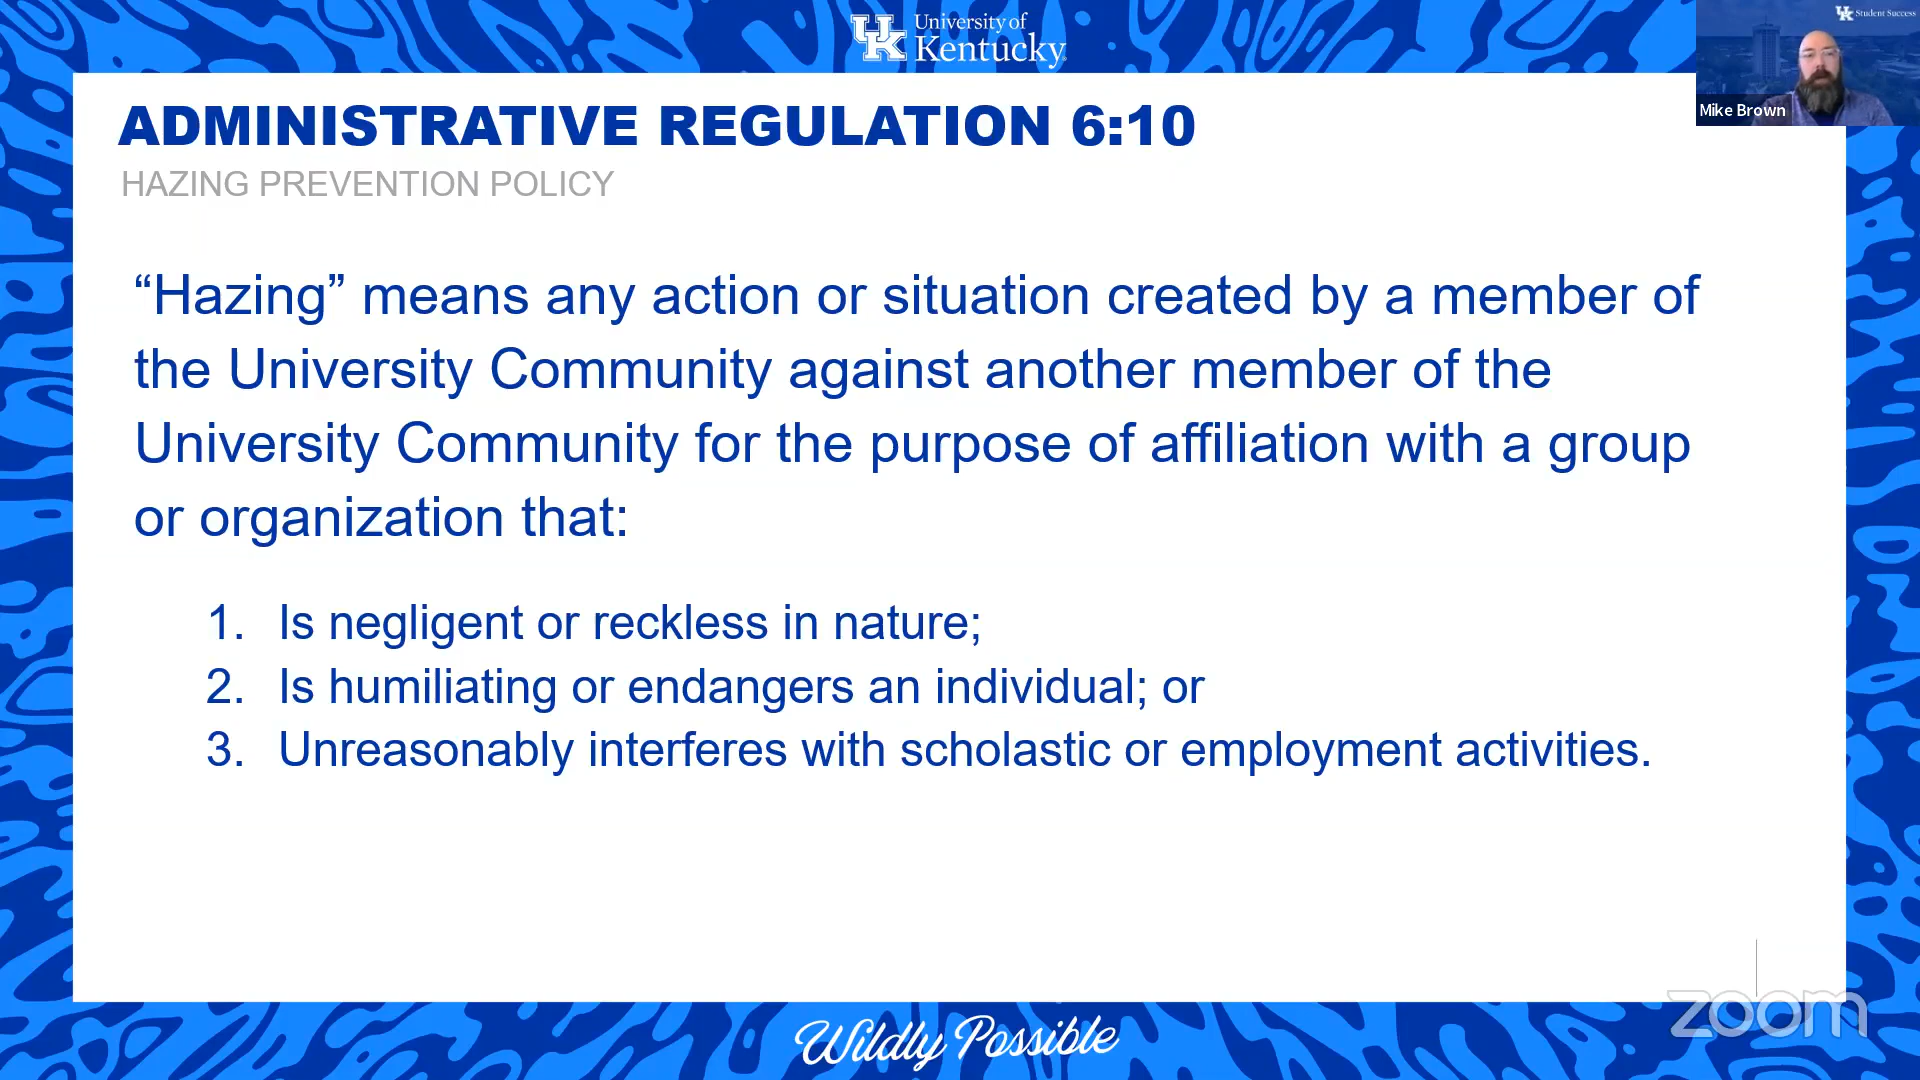 University of
Kentucky
UK Student Success
Mike Brown
ADMINISTRATIVE REGULATION 6:10
HAZING PREVENTION POLICY
“Hazing” means any action or situation created by a member of
the University Community against another member of the
University Community for the purpose of affiliation with a group
or organization that:
1. Is negligent or reckless in nature;
2. Is humiliating or endangers an individual; or
3. Unreasonably interferes with scholastic or employment activities.
zoom
Wildly Possible